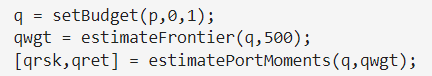 q = setBudget(p,0,1);
qwgt = estimateFrontier(q,500);
[qrsk,qret] = estimatePortMoments(q,qwgt);